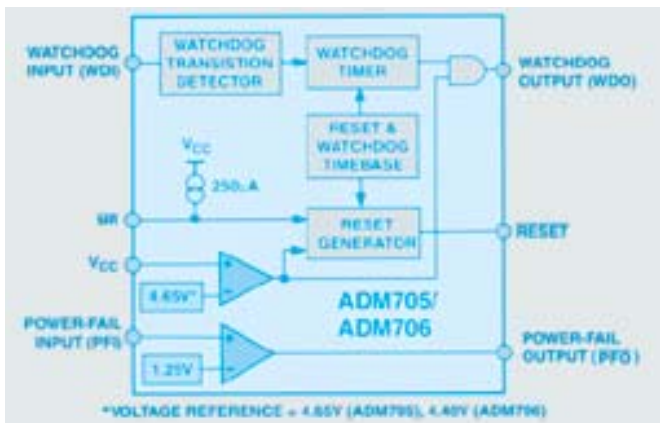 WATCHDOG
INPUT (WDI)
WATCHDOG
TRANSISTION
DETECTOR
WATCHDOG
TIMER
WATCHDOG
OUTPUT (WDO)
RESET &
WATCHDOG
TIMEBASE
VCC
250µA
MR
RESET
GENERATOR
RESET
VCC
4.65V*
ADM705/
ADM706
POWER-FAIL
INPUT (PFI)
1.25V
POWER-FAIL
OUTPUT (PFO)
*VOLTAGE REFERENCE = 4.65V (ADM705), 4.40V (ADM706)